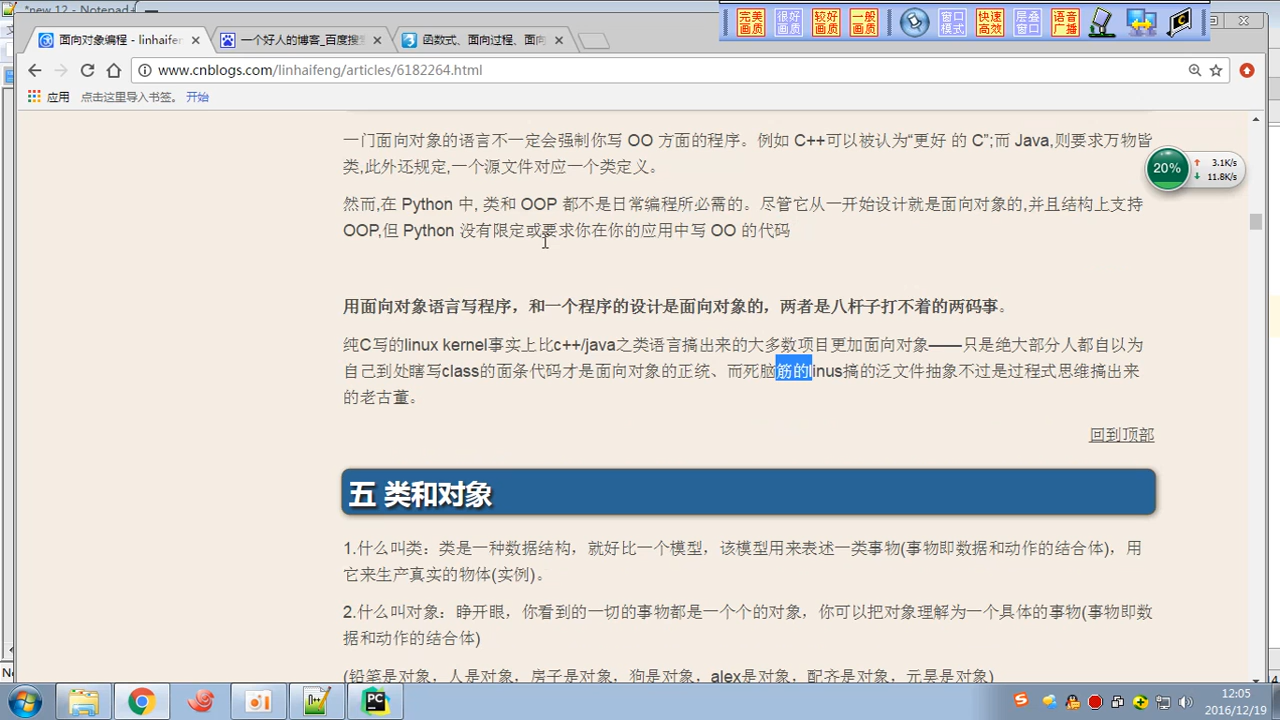 *new 12 - Notepad+
完美画质 很好画质 较好画质 一般画质 窗口模式 快速高效 层叠窗口 语音广播
面向对象编程 - linhaifen × 一个好人的博客_百度搜 × 函数式、面向过程、面向 ×
www.cnblogs.com/linhaifeng/articles/6182264.html
应用 点击这里导入书签。 开始
一门面向对象的语言不一定会强制你写 OO 方面的程序。例如 C++可以被认为“更好 的 C”;而 Java,则要求万物皆
类,此外还规定,一个源文件对应一个类定义。
20% 3.1K/s
11.8K/s
然而,在 Python 中, 类和 OOP 都不是日常编程所必需的。尽管它从一开始设计就是面向对象的,并且结构上支持
OOP,但 Python 没有限定或要求你在你的应用中写 OO 的代码
用面向对象语言写程序，和一个程序的设计是面向对象的，两者是八杆子打不着的两码事。
纯C写的linux kernel事实上比c++/java之类语言搞出来的大多数项目更加面向对象——只是绝大部分人都自以为
自己到处瞎写class的面条代码才是面向对象的正统、而死脑筋的linus搞的泛文件抽象不过是过程式思维搞出来
的老古董。
回到顶部
五 类和对象
1.什么叫类：类是一种数据结构，就好比一个模型，该模型用来表述一类事物(事物即数据和动作的结合体)，用
它来生产真实的物体(实例)。
2.什么叫对象：睁开眼，你看到的一切的事物都是一个个的对象，你可以把对象理解为一个具体的事物(事物即数
据和动作的结合体)
(铅笔是对象，人是对象，房子是对象，狗是对象，alex是对象，配齐是对象，元昊是对象)
12:05
2016/12/19